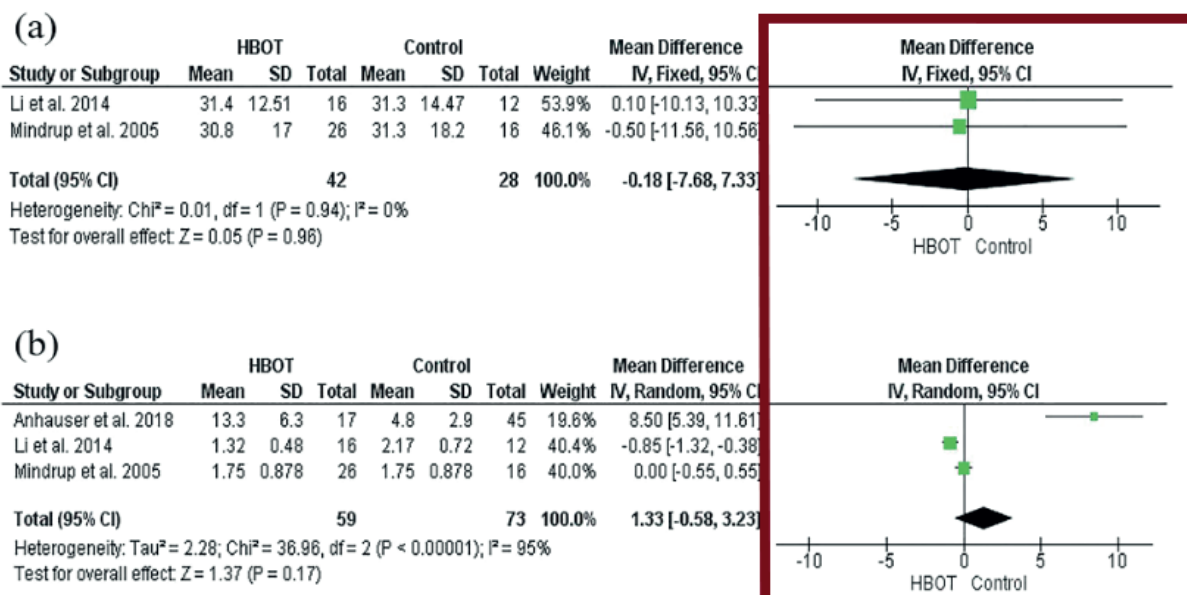 (a)
HBOT Control Mean Difference Mean Difference
Study or Subgroup Mean SD Total Mean SD Total Weight IV, Fixed, 95% CI IV, Fixed, 95% CI
Li et al. 2014 31.4 12.51 16 31.3 14.47 12 53.9% 0.10 [-10.13, 10.33]
Mindrup et al. 2005 30.8 17 26 31.3 18.2 16 46.1% -0.50 [-11.56, 10.56]
Total (95% CI) 42 28 100.0% -0.18 [-7.68, 7.33]
Heterogeneity: Chi² = 0.01, df = 1 (P = 0.94); I² = 0%
Test for overall effect: Z = 0.05 (P = 0.96)
-10 -5 0 5 10
HBOT Control
(b)
HBOT Control Mean Difference Mean Difference
Study or Subgroup Mean SD Total Mean SD Total Weight IV, Random, 95% CI IV, Random, 95% CI
Anhauser et al. 2018 13.3 6.3 17 4.8 2.9 45 19.6% 8.50 [5.39, 11.61]
Li et al. 2014 1.32 0.48 16 2.17 0.72 12 40.4% -0.85 [-1.32, -0.38]
Mindrup et al. 2005 1.75 0.878 26 1.75 0.878 16 40.0% 0.00 [-0.55, 0.55]
Total (95% CI) 59 73 100.0% 1.33 [-0.58, 3.23]
Heterogeneity: Tau² = 2.28; Chi² = 36.96, df = 2 (P < 0.00001); I² = 95%
Test for overall effect: Z = 1.37 (P = 0.17)
-10 -5 0 5 10
HBOT Control